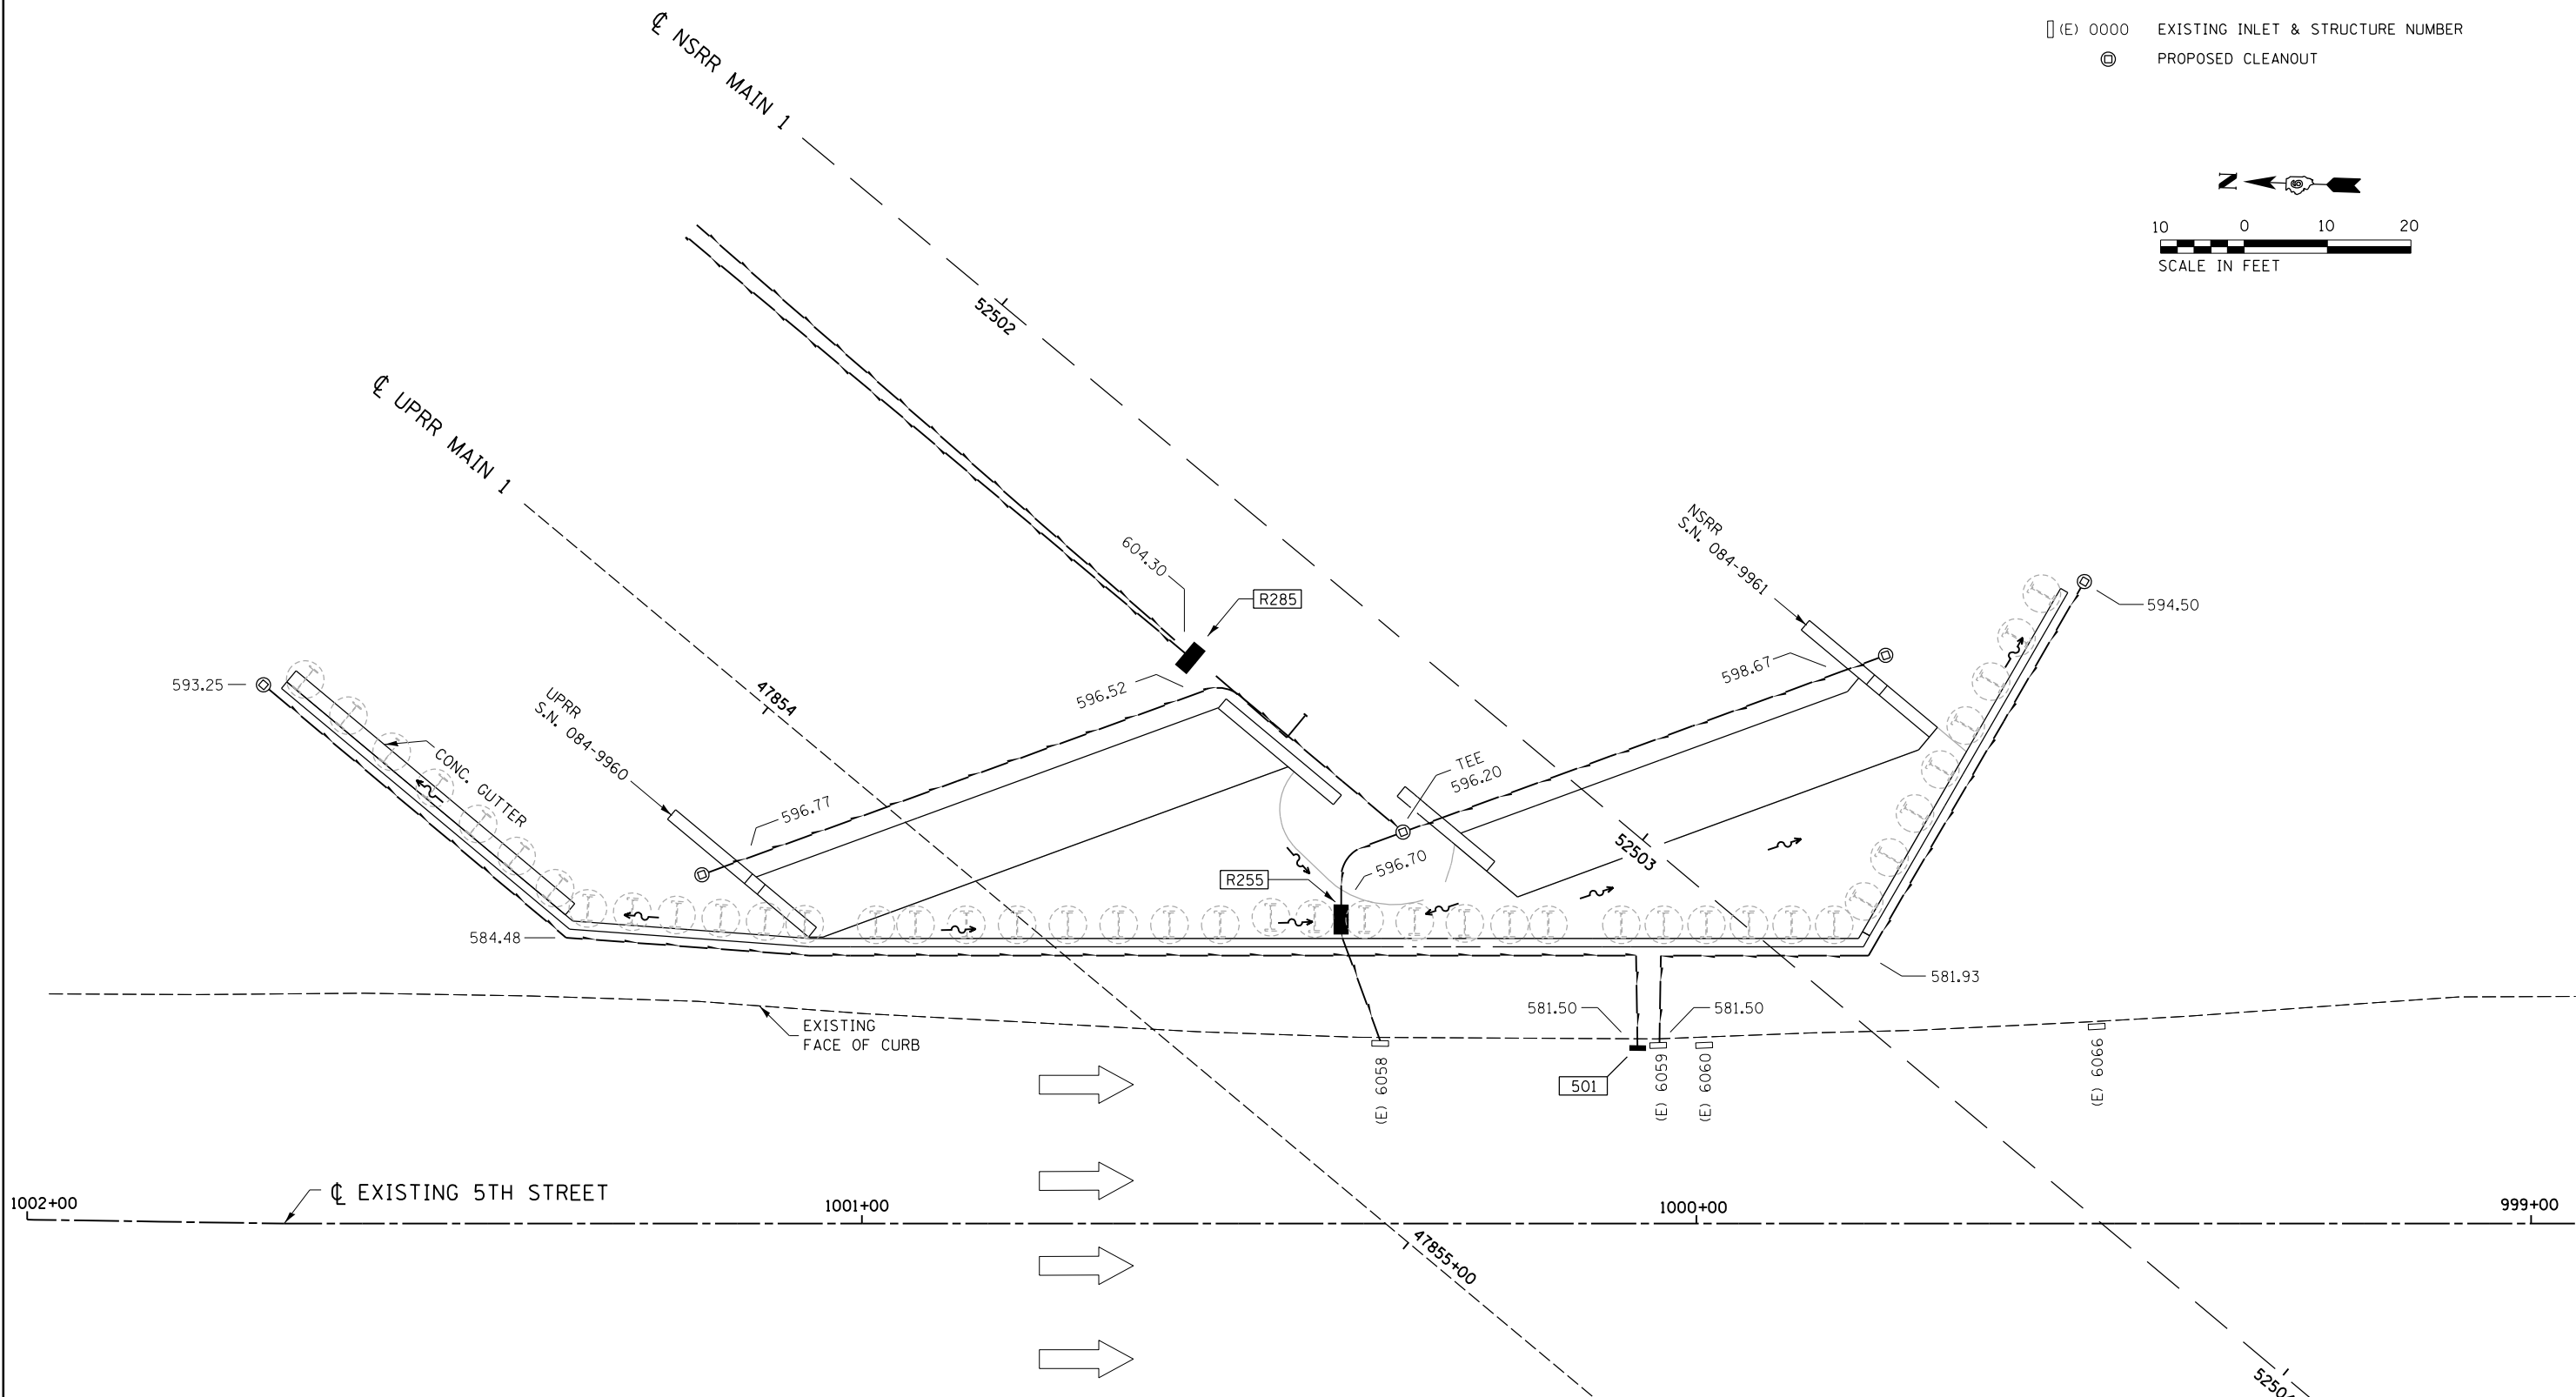 (E) 0000 EXISTING INLET & STRUCTURE NUMBER
PROPOSED CLEANOUT
N
10 0 10 20
SCALE IN FEET
℄ NSRR MAIN 1
52502
℄ UPRR MAIN 1
604.30
R285
NSRR
S.N. 084-9961
594.50
593.25
UPRR
S.N. 084-9960
47854
596.52
598.67
CONC. GUTTER
596.77
TEE
596.20
52503
596.70
R255
584.48
581.93
581.50
581.50
EXISTING
FACE OF CURB
(E) 6058
501
(E) 6059
(E) 6060
(E) 6066
℄ EXISTING 5TH STREET
1002+00
1001+00
1000+00
999+00
47855+00